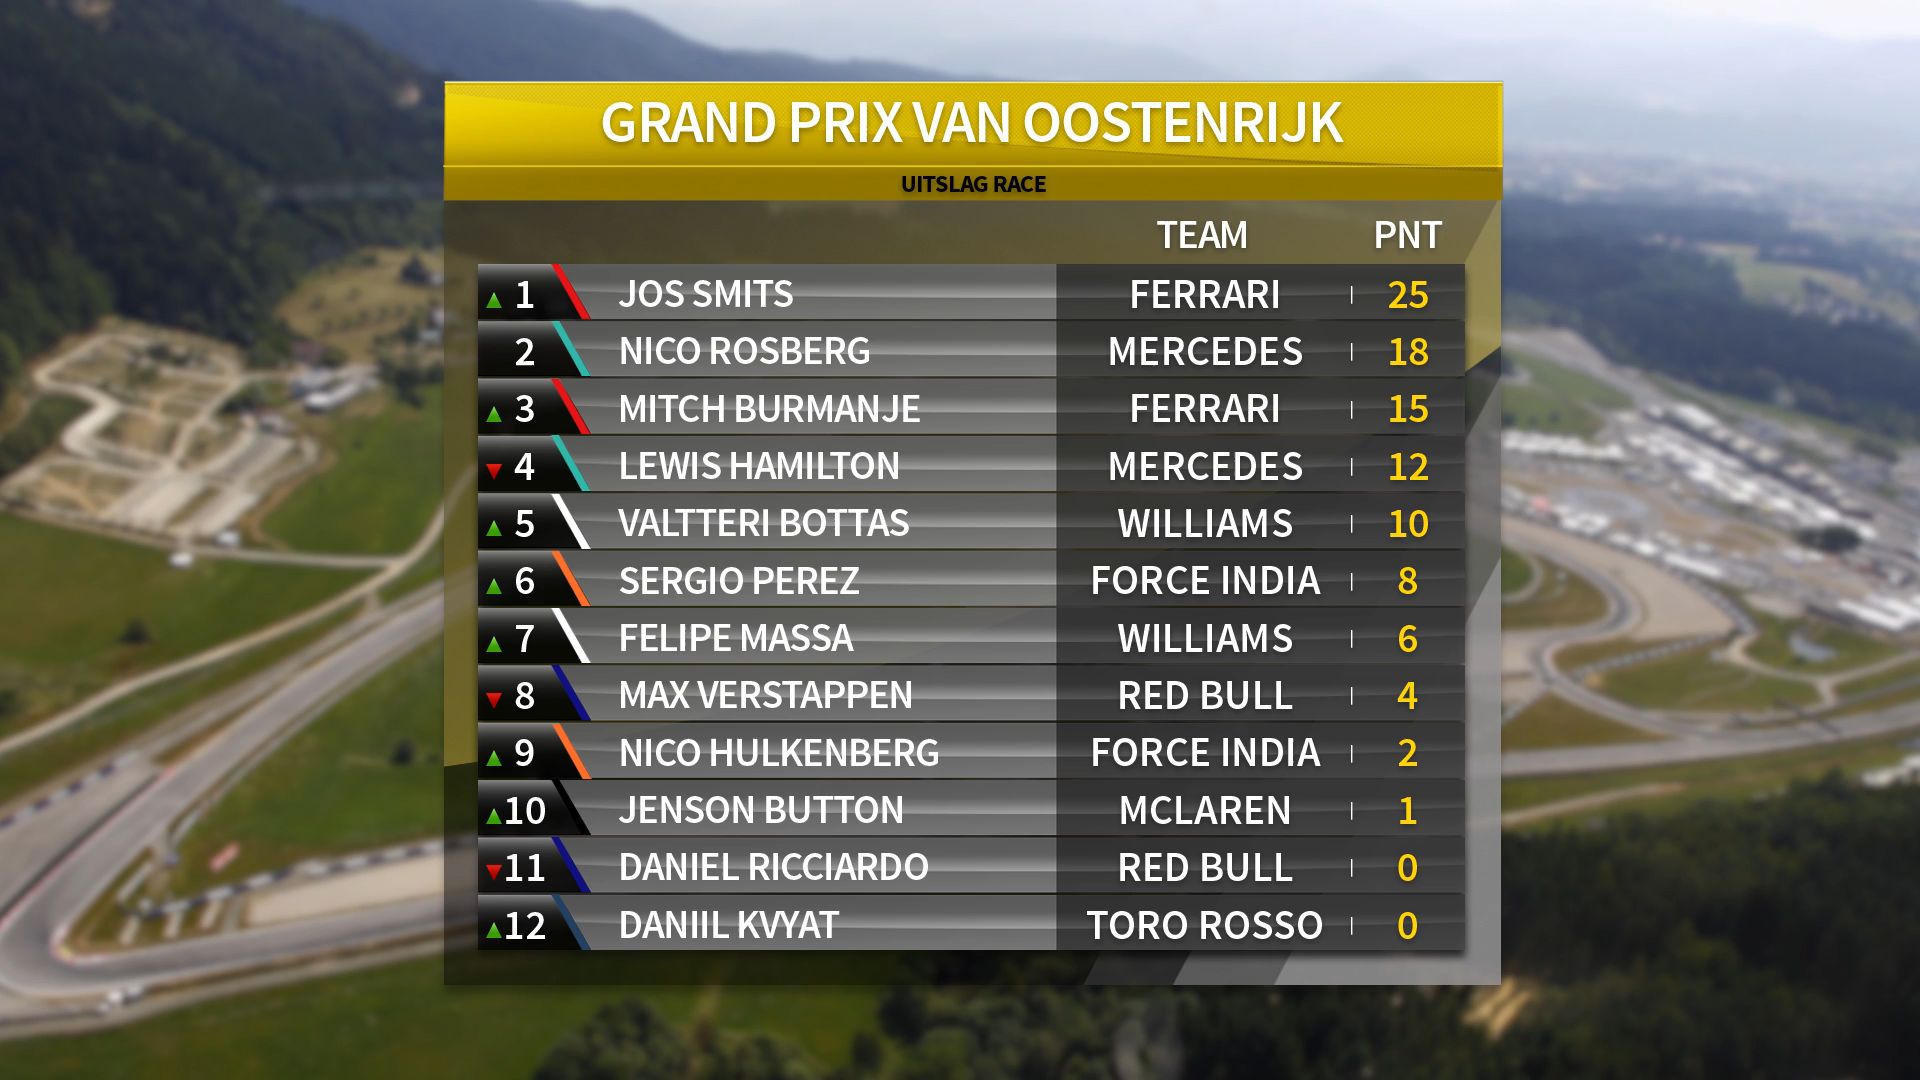 GRAND PRIX VAN OOSTENRIJK
UITSLAG RACE
TEAM PNT
1 JOS SMITS FERRARI 25
2 NICO ROSBERG MERCEDES 18
3 MITCH BURMANJE FERRARI 15
4 LEWIS HAMILTON MERCEDES 12
5 VALTTERI BOTTAS WILLIAMS 10
6 SERGIO PEREZ FORCE INDIA 8
7 FELIPE MASSA WILLIAMS 6
8 MAX VERSTAPPEN RED BULL 4
9 NICO HULKENBERG FORCE INDIA 2
10 JENSON BUTTON MCLAREN 1
11 DANIEL RICCIARDO RED BULL 0
12 DANIIL KVYAT TORO ROSSO 0